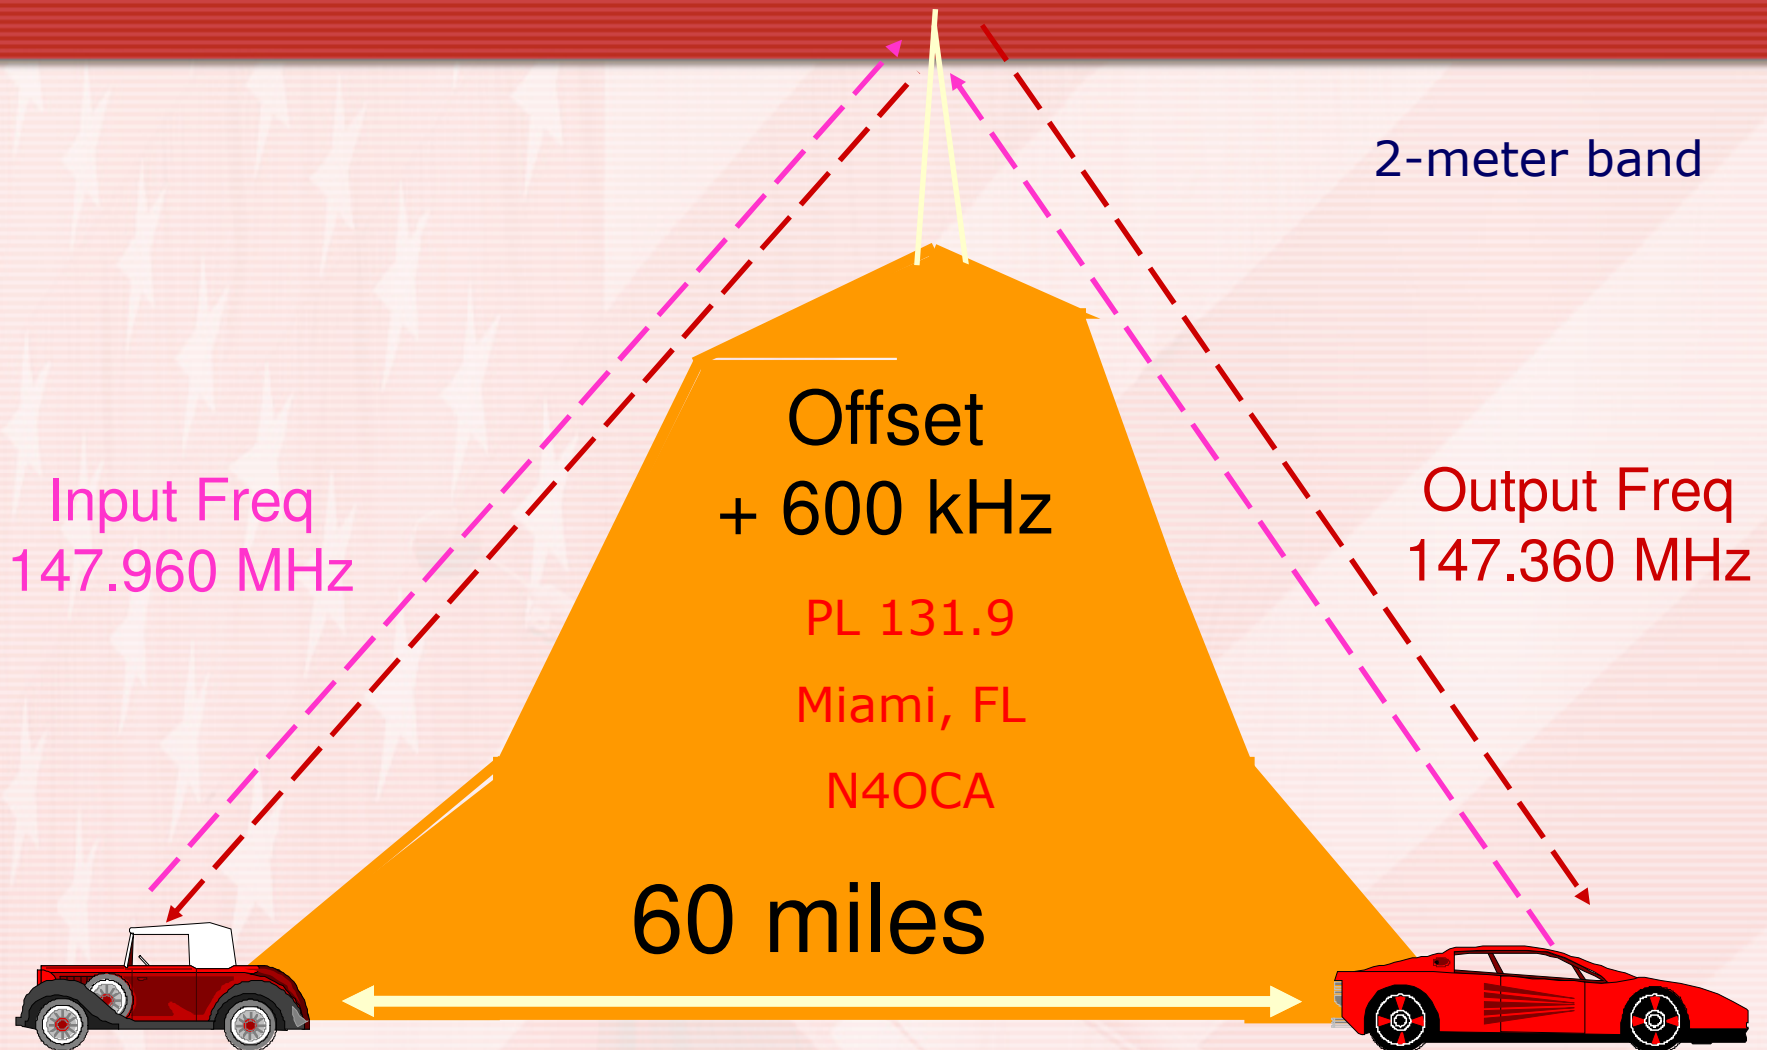 2-meter band
Offset
+ 600 kHz
Input Freq
147.960 MHz
Output Freq
147.360 MHz
PL 131.9
Miami, FL
N4OCA
60 miles